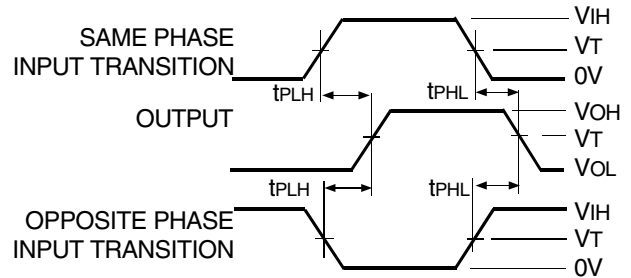 SAME PHASE
INPUT TRANSITION
VIH
VT
0V
tPLH
tPHL
OUTPUT
VOH
VT
VOL
tPLH
tPHL
OPPOSITE PHASE
INPUT TRANSITION
VIH
VT
0V